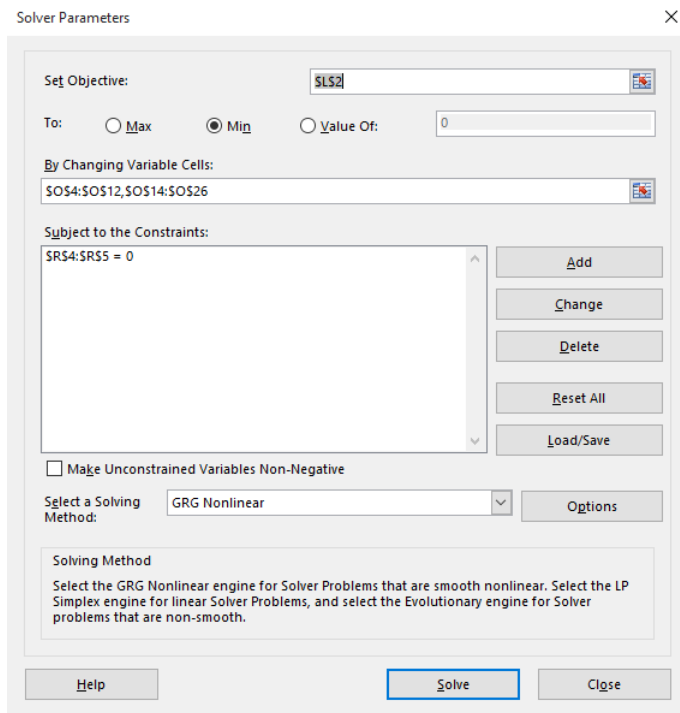 Solver Parameters
Set Objective: $L$2
To: Max Min Value Of: 0
By Changing Variable Cells:
$O$4:$O$12,$O$14:$O$26
Subject to the Constraints:
$R$4:$R$5 = 0
Add
Change
Delete
Reset All
Load/Save
Make Unconstrained Variables Non-Negative
Select a Solving Method: GRG Nonlinear Options
Solving Method
Select the GRG Nonlinear engine for Solver Problems that are smooth nonlinear. Select the LP
Simplex engine for linear Solver Problems, and select the Evolutionary engine for Solver
problems that are non-smooth.
Help Solve Close